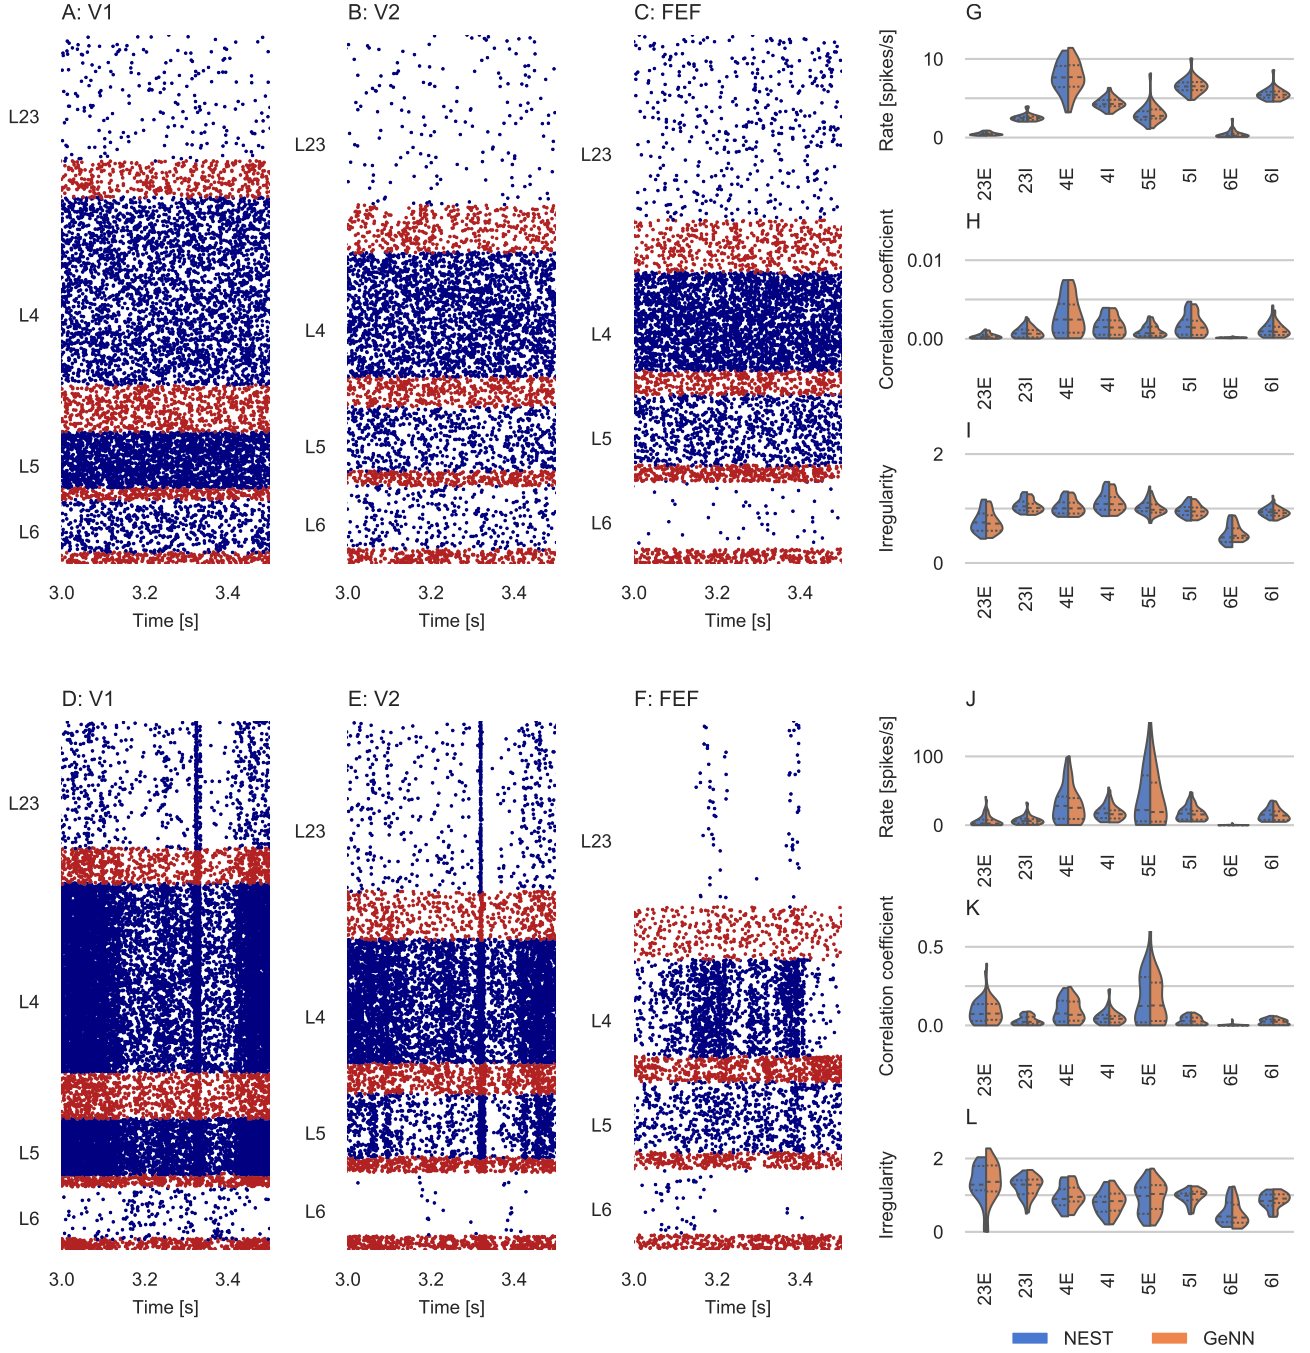 A: V1
B: V2
C: FEF
L23
L4
L5
L6
3.0 3.2 3.4
Time [s]
L23
L4
L5
L6
3.0 3.2 3.4
Time [s]
L23
L4
L5
L6
3.0 3.2 3.4
Time [s]
G
Rate [spikes/s]
10
0
23E 23I 4E 4I 5E 5I 6E 6I
H
Correlation coefficient
0.01
0.00
23E 23I 4E 4I 5E 5I 6E 6I
I
Irregularity
2
0
23E 23I 4E 4I 5E 5I 6E 6I
D: V1
E: V2
F: FEF
L23
L4
L5
L6
3.0 3.2 3.4
Time [s]
L23
L4
L5
L6
3.0 3.2 3.4
Time [s]
L23
L4
L5
L6
3.0 3.2 3.4
Time [s]
J
Rate [spikes/s]
100
0
23E 23I 4E 4I 5E 5I 6E 6I
K
Correlation coefficient
0.5
0.0
23E 23I 4E 4I 5E 5I 6E 6I
L
Irregularity
2
1
0
23E 23I 4E 4I 5E 5I 6E 6I
NEST GeNN